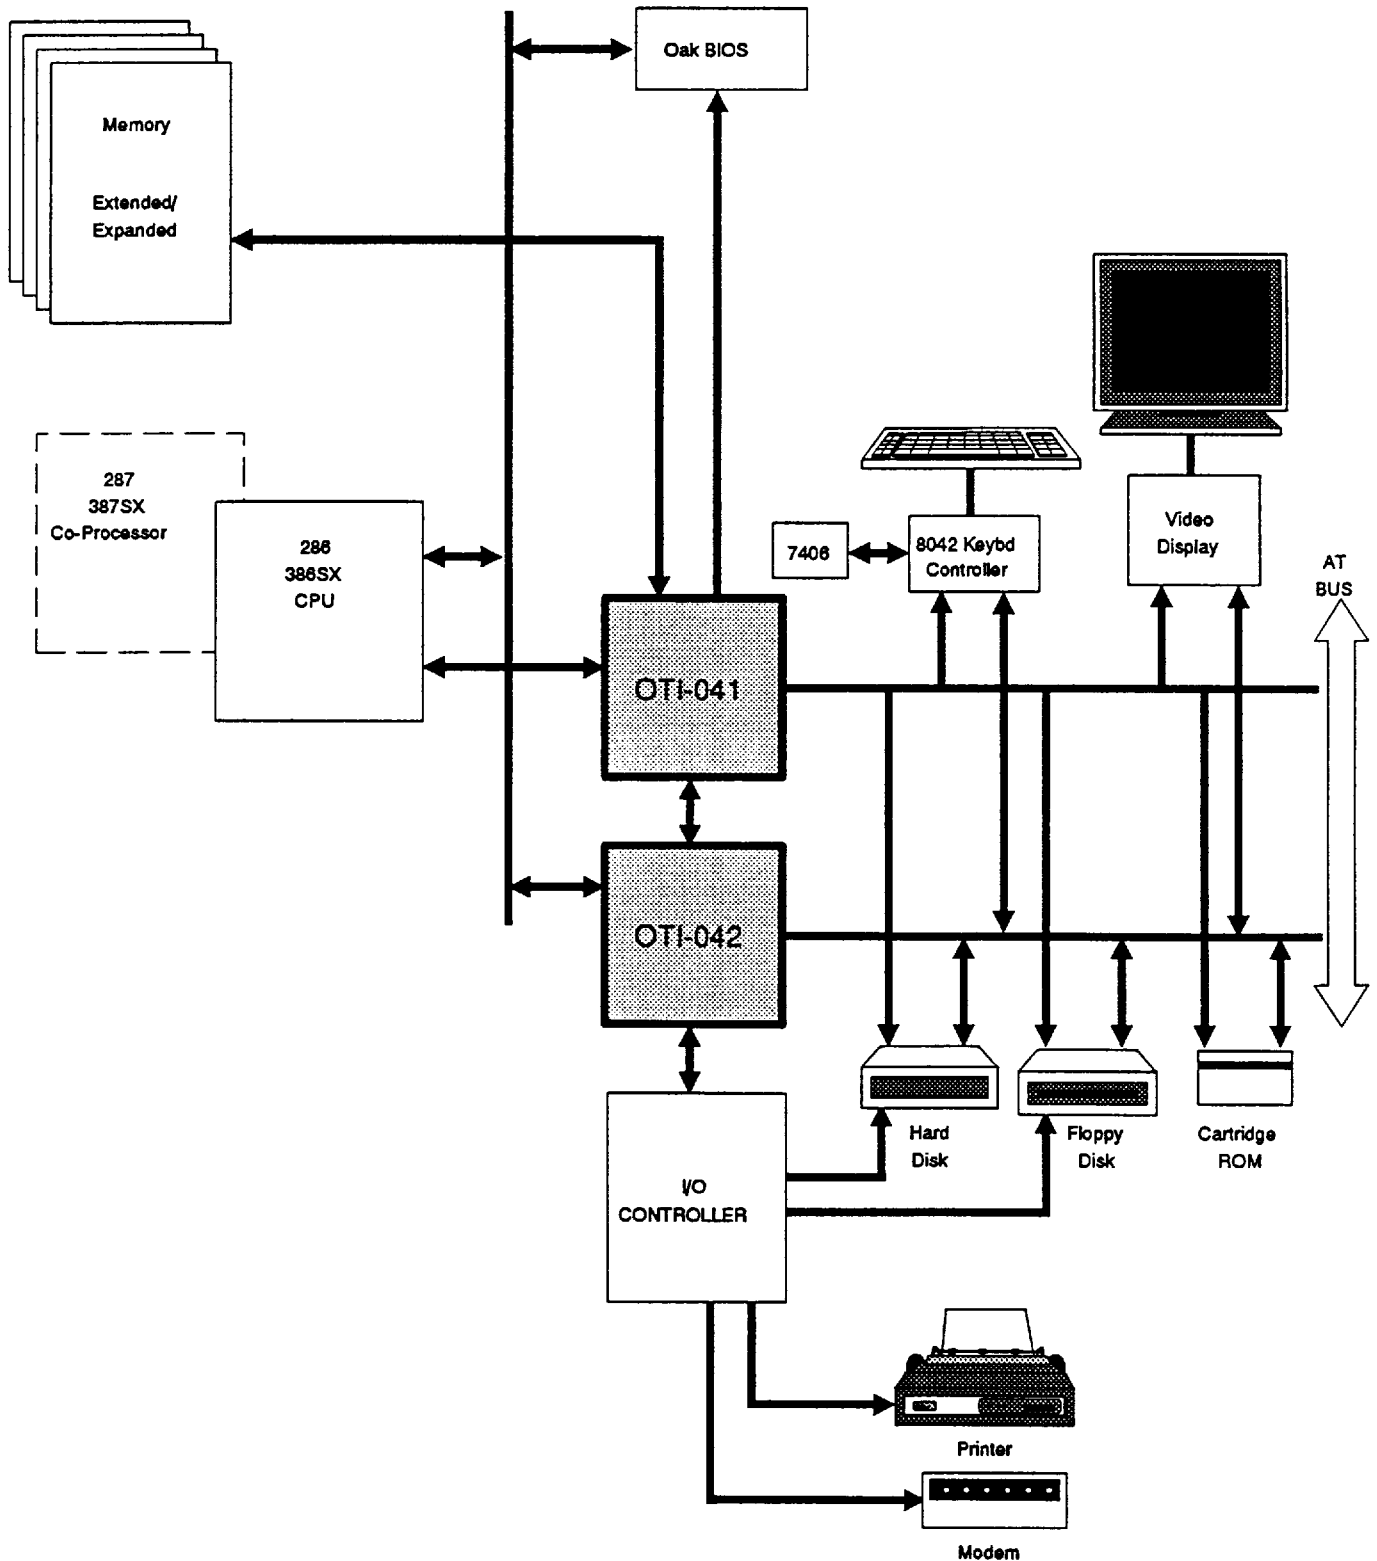 Oak BIOS
Memory
Extended/
Expanded
287
387SX
Co-Processor
286
386SX
CPU
7406
8042 Keybd
Controller
Video
Display
AT
BUS
OTI-041
OTI-042
I/O
CONTROLLER
Hard
Disk
Floppy
Disk
Cartridge
ROM
Printer
Modem